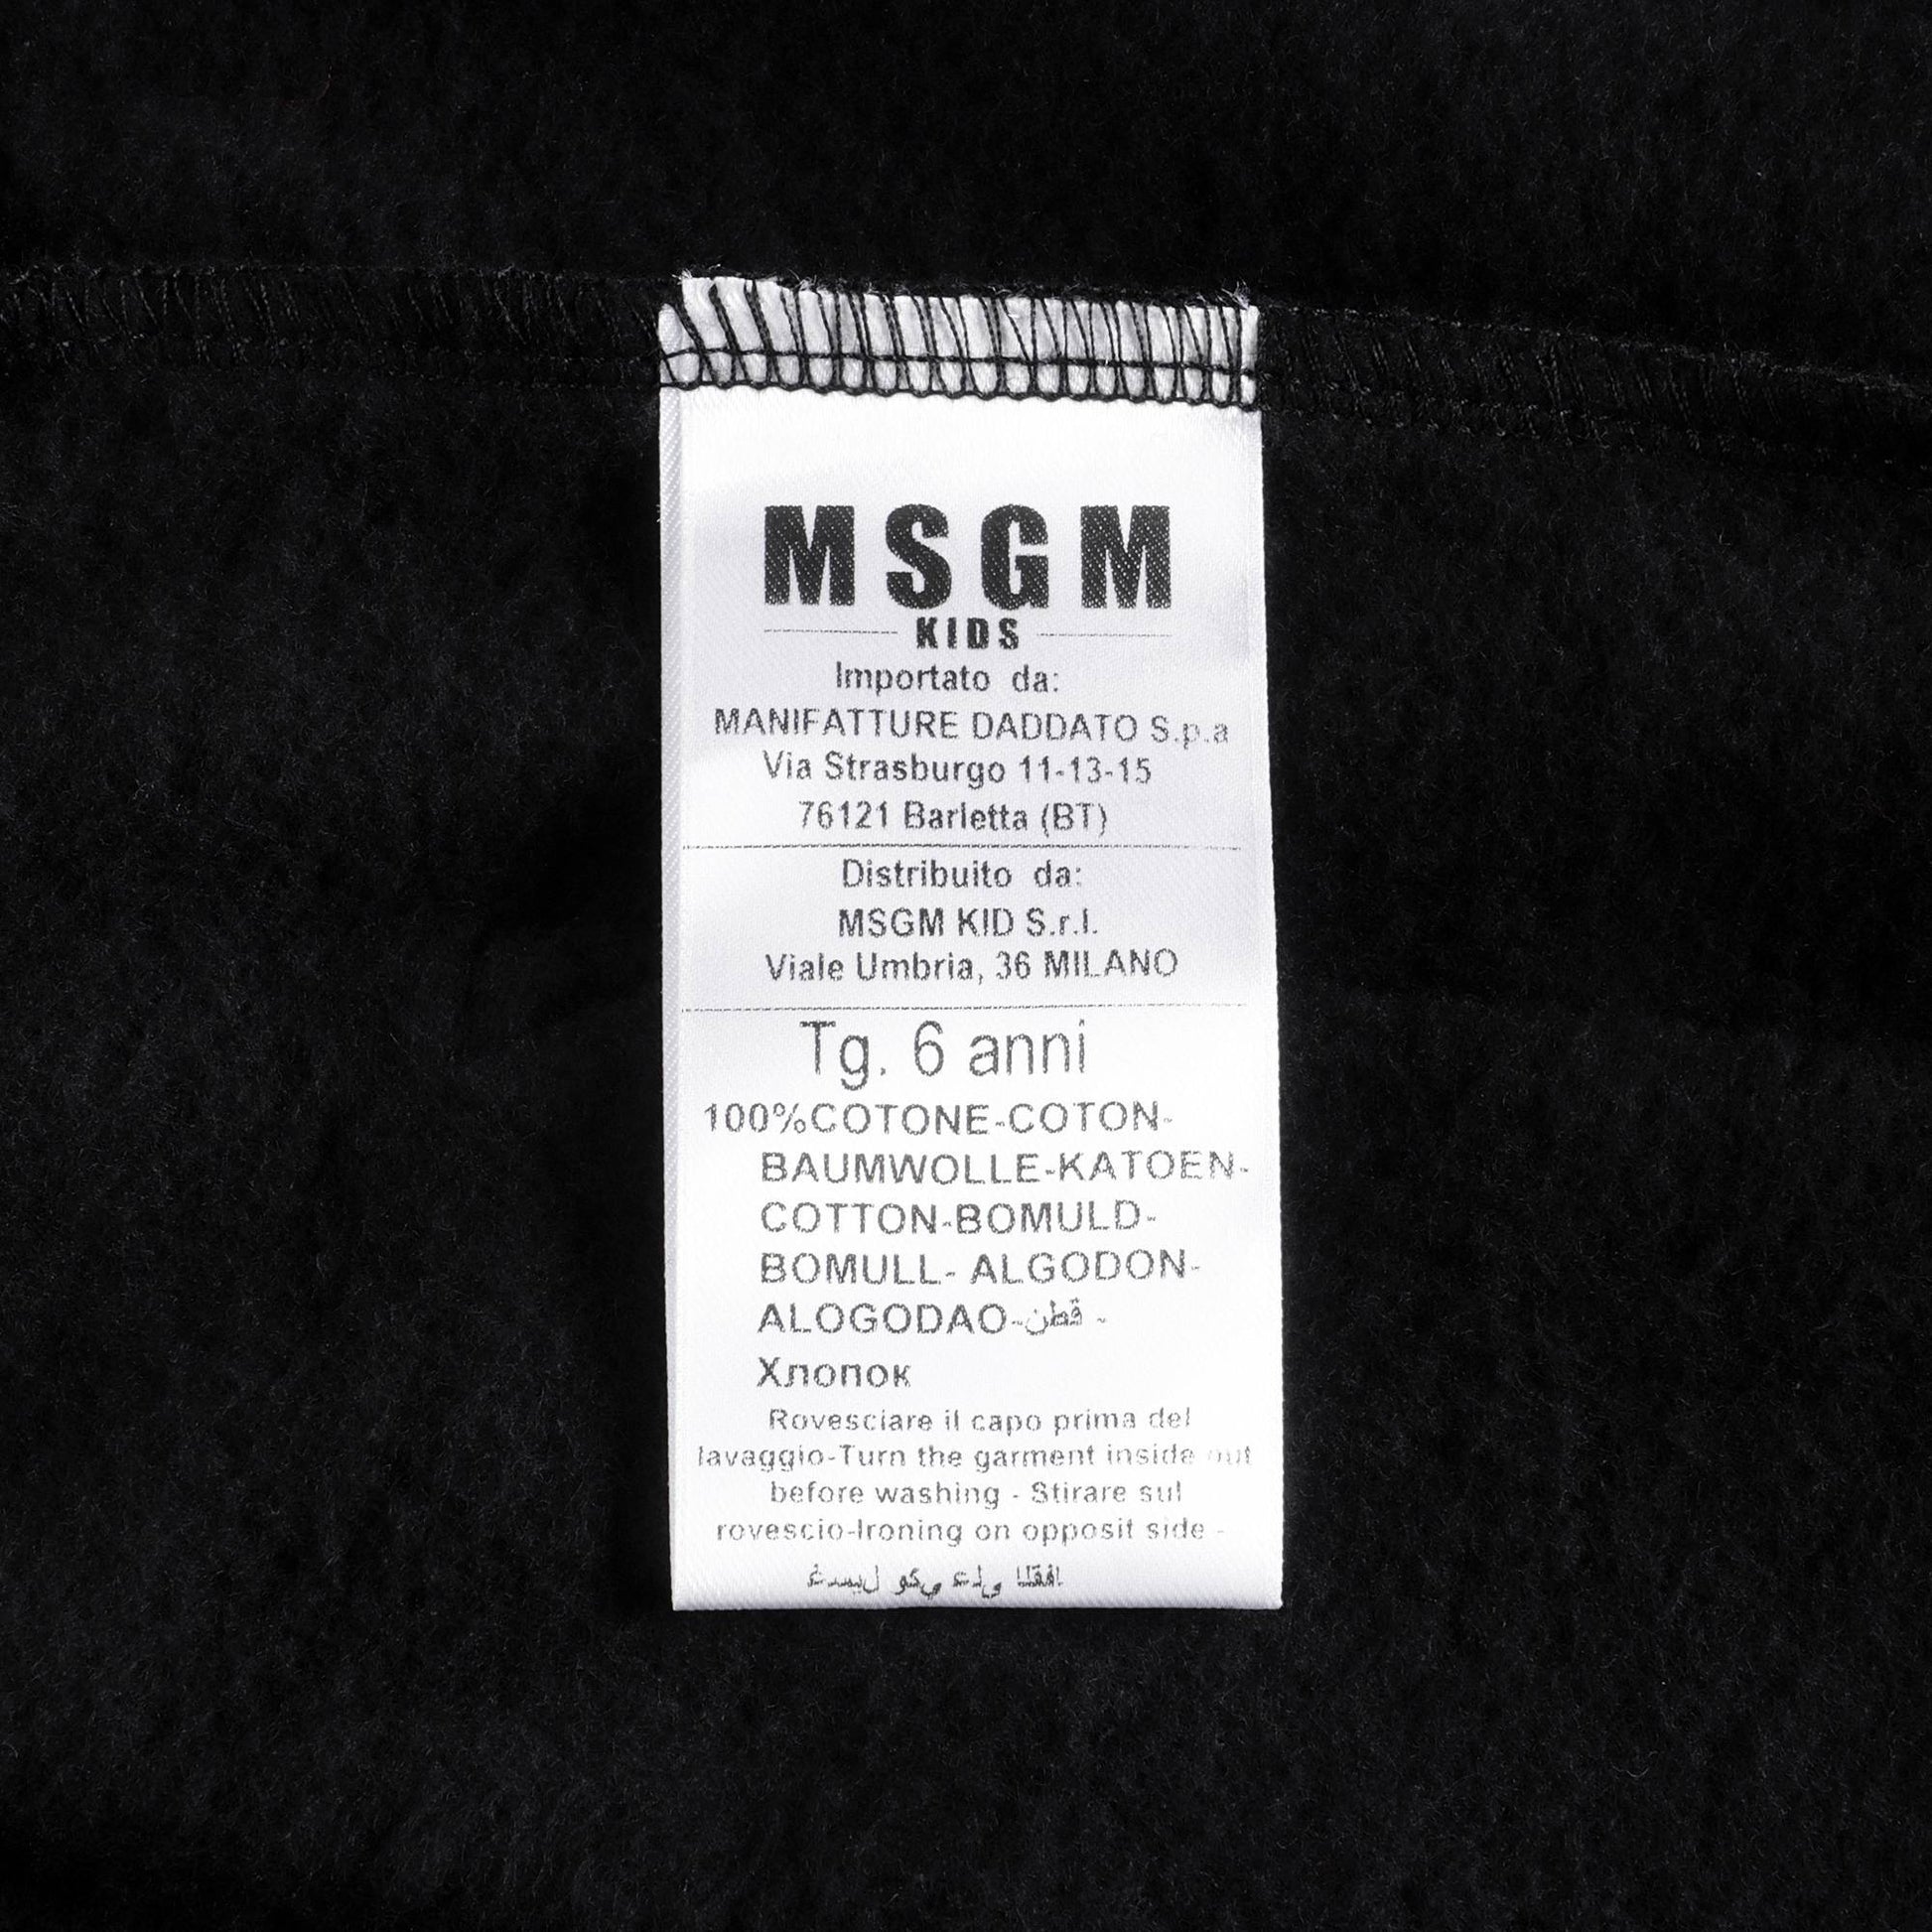 MSGM
KIDS
Importato da:
MANIFATTURE DADDATO S.p.a
Via Strasburgo 11-13-15
76121 Barletta (BT)
Distribuito da:
MSGM KID S.r.l.
Viale Umbria, 36 MILANO
Tg. 6 anni
100%COTONE-COTON-
BAUMWOLLE-KATOEN-
COTTON-BOMULD-
BOMULL- ALGODON-
ALOGODAO-قطن -
Хлопок
Rovesciare il capo prima del
lavaggio-Turn the garment inside out
before washing - Stirare sul
rovescio-Ironing on opposit side -